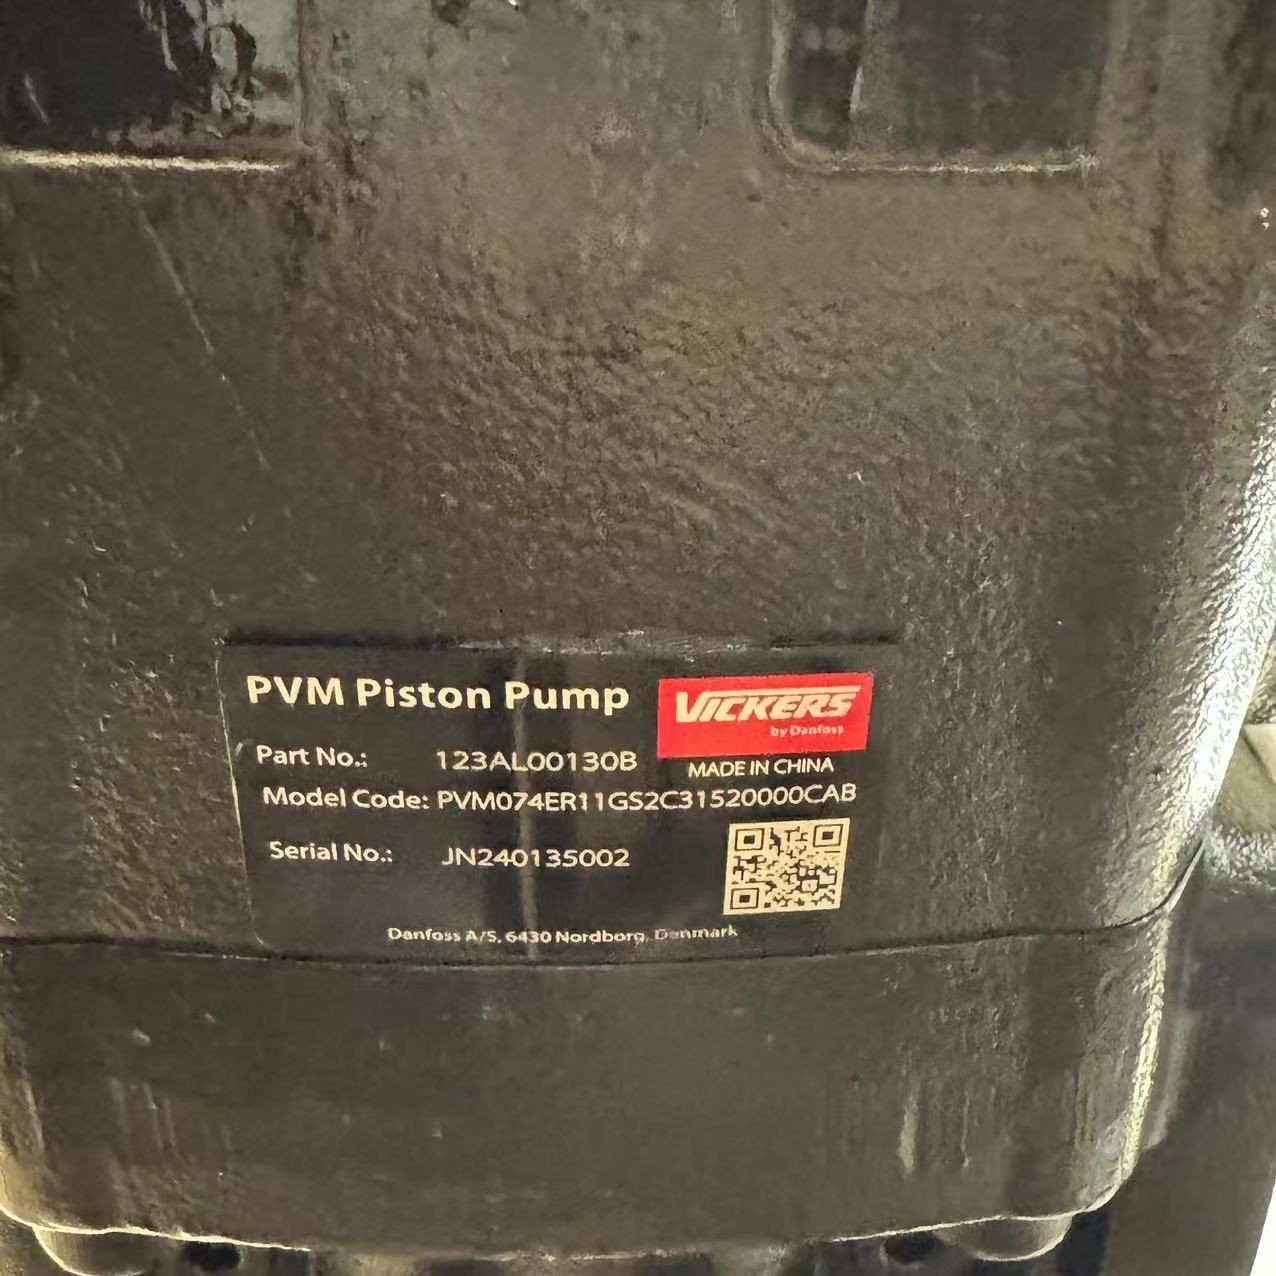 PVM Piston Pump
VICKERS
by Danfoss
Part No.: 123AL00130B
MADE IN CHINA
Model Code: PVM074ER11GS2C31520000CAB
Serial No.: JN240135002
Danfoss A/S, 6430 Nordborg, Denmark